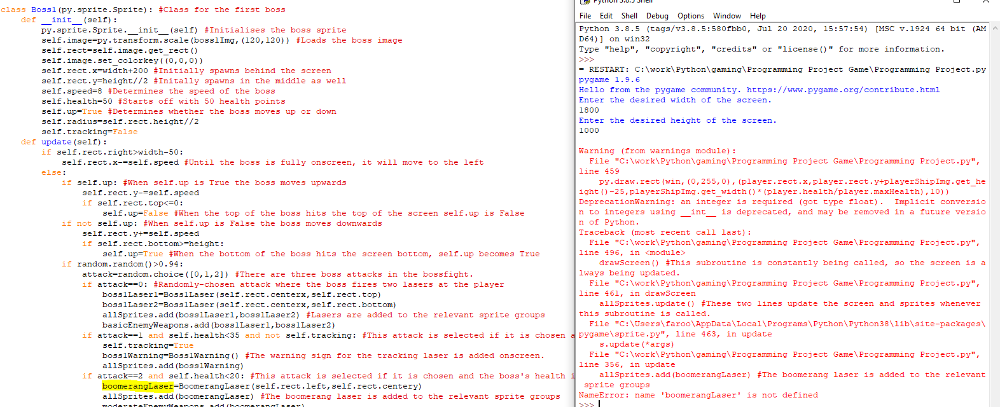 class Boss1(py.sprite.Sprite): #Class for the first boss
    def __init__(self):
        py.sprite.Sprite.__init__(self) #Initialises the boss sprite
        self.image=py.transform.scale(boss1Img,(120,120)) #Loads the boss image
        self.rect=self.image.get_rect()
        self.image.set_colorkey((0,0,0))
        self.rect.x=width+200 #Initially spawns behind the screen
        self.rect.y=height//2 #Initally spawns in the middle as well
        self.speed=8 #Determines the speed of the boss
        self.health=50 #Starts off with 50 health points
        self.up=True #Determines whether the boss moves up or down
        self.radius=self.rect.height//2
        self.tracking=False
    def update(self):
        if self.rect.right>width-50:
            self.rect.x-=self.speed #Until the boss is fully onscreen, it will move to the left
        else:
            if self.up: #When self.up is True the boss moves upwards
                self.rect.y-=self.speed
                if self.rect.top<=0:
                    self.up=False #When the top of the boss hits the top of the screen self.up is False
            if not self.up: #When self.up is False the boss moves downwards
                self.rect.y+=self.speed
                if self.rect.bottom>=height:
                    self.up=True #When the bottom of the boss hits the screen bottom, self.up becomes True
            if random.random()>0.94:
                attack=random.choice([0,1,2]) #There are three boss attacks in the bossfight.
                if attack==0: #Randomly-chosen attack where the boss fires two lasers at the player
                    boss1Laser1=Boss1Laser(self.rect.centerx,self.rect.top)
                    boss1Laser2=Boss1Laser(self.rect.centerx,self.rect.bottom)
                    allSprites.add(boss1Laser1,boss1Laser2) #Lasers are added to the relevant sprite groups
                    basicEnemyWeapons.add(boss1Laser1,boss1Laser2)
                if attack==1 and self.health<35 and not self.tracking: #This attack is selected if it is chosen a
                    self.tracking=True
                    boss1Warning=Boss1Warning() #The warning sign for the tracking laser is added onscreen.
                    allSprites.add(boss1Warning)
                if attack==2 and self.health<20: #This attack is selected if it is chosen and the boss's health i
                    boomerangLaser=BoomerangLaser(self.rect.left,self.rect.centery)
                    allSprites.add(boomerangLaser) #The boomerang laser is added to the relevant sprite groups
                    moderateEnemyWeapons.add(boomerangLaser)
Python 3.8.5 Shell
File Edit Shell Debug Options Window Help
Python 3.8.5 (tags/v3.8.5:580fbb0, Jul 20 2020, 15:57:54) [MSC v.1924 64 bit (AM
D64)] on win32
Type "help", "copyright", "credits" or "license()" for more information.
>>>
= RESTART: C:\work\Python\gaming\Programming Project Game\Programming Project.py
pygame 1.9.6
Hello from the pygame community. https://www.pygame.org/contribute.html
Enter the desired width of the screen.
1800
Enter the desired height of the screen.
1000
Warning (from warnings module):
  File "C:\work\Python\gaming\Programming Project Game\Programming Project.py",
line 459
    py.draw.rect(win,(0,255,0),(player.rect.x,player.rect.y+playerShipImg.get_he
ight()-25,playerShipImg.get_width()*(player.health/player.maxHealth),10))
DeprecationWarning: an integer is required (got type float).  Implicit conversio
n to integers using __int__ is deprecated, and may be removed in a future versio
n of Python.
Traceback (most recent call last):
  File "C:\work\Python\gaming\Programming Project Game\Programming Project.py",
line 496, in <module>
    drawScreen() #This subroutine is constantly being called, so the screen is a
lways being updated.
  File "C:\work\Python\gaming\Programming Project Game\Programming Project.py",
line 461, in drawScreen
    allSprites.update() #These two lines update the screen and sprites whenever
this subroutine is called.
  File "C:\Users\faroo\AppData\Local\Programs\Python\Python38\lib\site-packages\
pygame\sprite.py", line 463, in update
    s.update(*args)
  File "C:\work\Python\gaming\Programming Project Game\Programming Project.py",
line 356, in update
    allSprites.add(boomerangLaser) #The boomerang laser is added to the relevant
 sprite groups
NameError: name 'boomerangLaser' is not defined
>>>